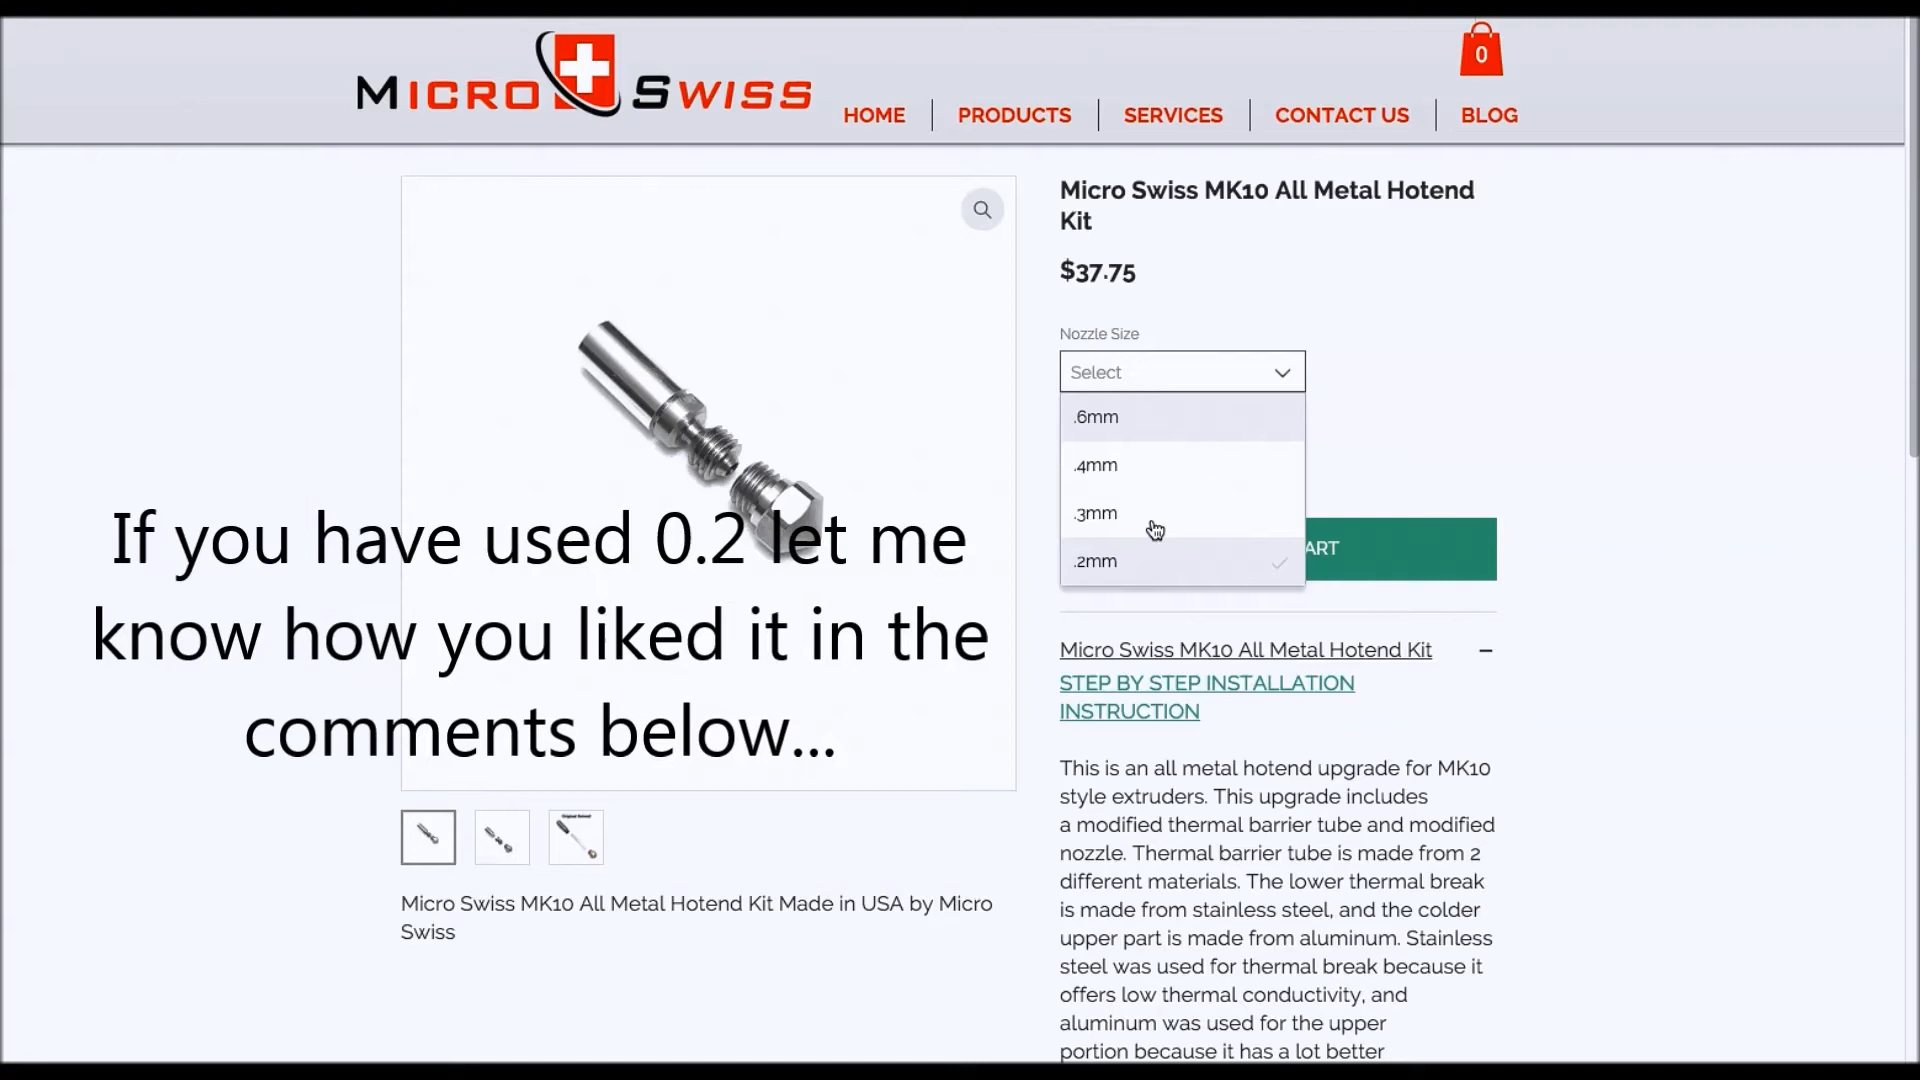 MICRO SWISS
0
HOME
PRODUCTS
SERVICES
CONTACT US
BLOG
Micro Swiss MK10 All Metal Hotend
Kit
$37.75
Nozzle Size
Select
.6mm
.4mm
.3mm
.2mm
ART
If you have used 0.2 let me
know how you liked it in the
comments below...
Micro Swiss MK10 All Metal Hotend Kit
STEP BY STEP INSTALLATION
INSTRUCTION
This is an all metal hotend upgrade for MK10
style extruders. This upgrade includes
a modified thermal barrier tube and modified
nozzle. Thermal barrier tube is made from 2
different materials. The lower thermal break
is made from stainless steel, and the colder
upper part is made from aluminum. Stainless
steel was used for thermal break because it
offers low thermal conductivity, and
aluminum was used for the upper
portion because it has a lot better
Micro Swiss MK10 All Metal Hotend Kit Made in USA by Micro
Swiss